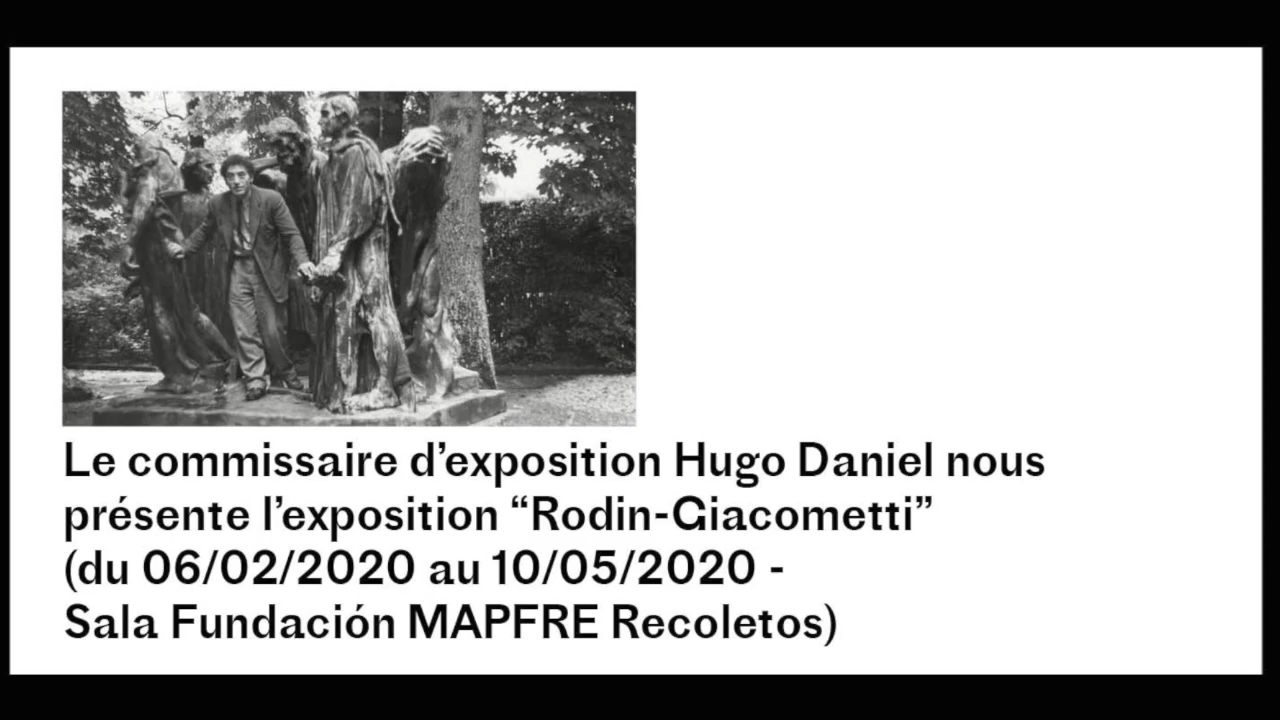 Le commissaire d’exposition Hugo Daniel nous
présente l’exposition “Rodin-Giacometti”
(du 06/02/2020 au 10/05/2020 -
Sala Fundación MAPFRE Recoletos)